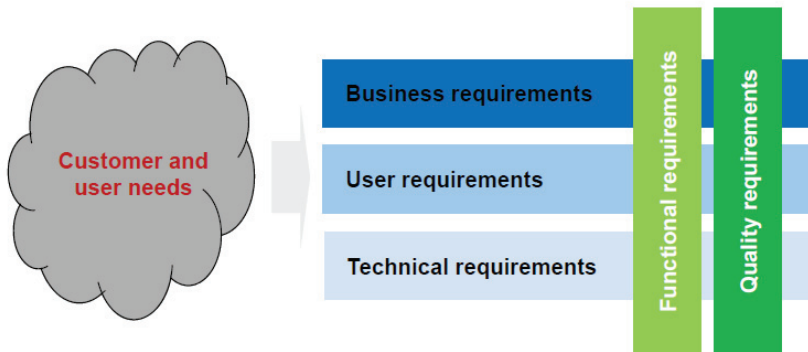 Customer and
user needs
Business requirements
User requirements
Technical requirements
Functional requirements
Quality requirements